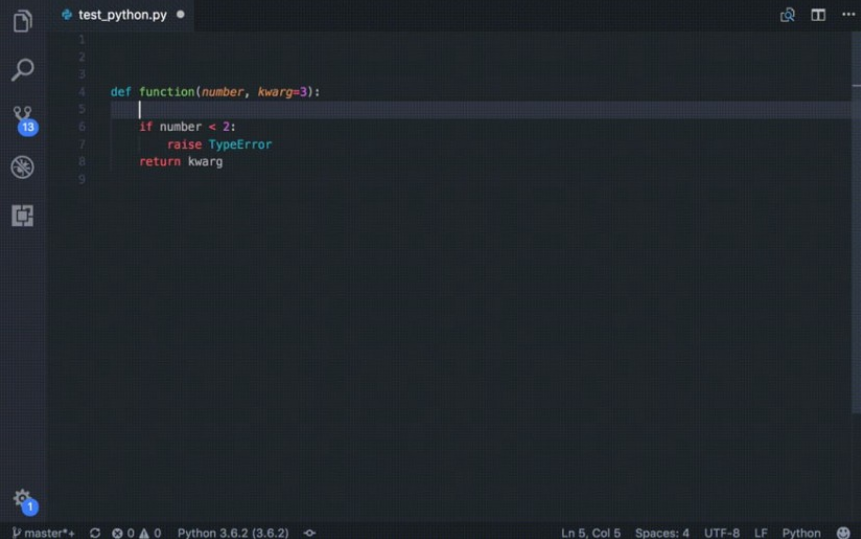 test_python.py
1
2
3
4 def function(number, kwarg=3):
5
6 if number < 2:
7 raise TypeError
8 return kwarg
9
13
1
master*+ 0 0 Python 3.6.2 (3.6.2) Ln 5, Col 5 Spaces: 4 UTF-8 LF Python